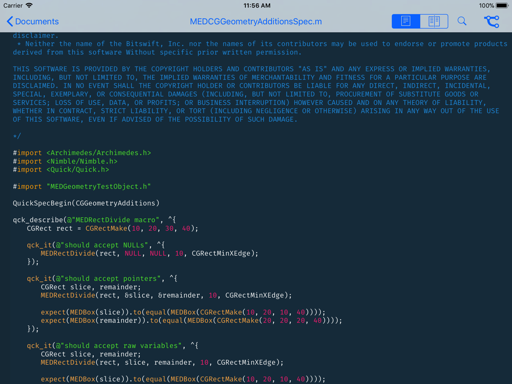 Carrier 11:56 AM 100%
Documents MEDCGGeometryAdditionsSpec.m
disclaimer.
• Neither the name of the Bitswift, Inc. nor the names of its contributors may be used to endorse or promote products
derived from this software Without specific prior written permission.
THIS SOFTWARE IS PROVIDED BY THE COPYRIGHT HOLDERS AND CONTRIBUTORS "AS IS" AND ANY EXPRESS OR IMPLIED WARRANTIES,
INCLUDING, BUT NOT LIMITED TO, THE IMPLIED WARRANTIES OF MERCHANTABILITY AND FITNESS FOR A PARTICULAR PURPOSE ARE
DISCLAIMED. IN NO EVENT SHALL THE COPYRIGHT HOLDER OR CONTRIBUTORS BE LIABLE FOR ANY DIRECT, INDIRECT, INCIDENTAL,
SPECIAL, EXEMPLARY, OR CONSEQUENTIAL DAMAGES (INCLUDING, BUT NOT LIMITED TO, PROCUREMENT OF SUBSTITUTE GOODS OR
SERVICES; LOSS OF USE, DATA, OR PROFITS; OR BUSINESS INTERRUPTION) HOWEVER CAUSED AND ON ANY THEORY OF LIABILITY,
WHETHER IN CONTRACT, STRICT LIABILITY, OR TORT (INCLUDING NEGLIGENCE OR OTHERWISE) ARISING IN ANY WAY OUT OF THE USE
OF THIS SOFTWARE, EVEN IF ADVISED OF THE POSSIBILITY OF SUCH DAMAGE.
*/
#import <Archimedes/Archimedes.h>
#import <Nimble/Nimble.h>
#import <Quick/Quick.h>
#import "MEDGeometryTestObject.h"
QuickSpecBegin(CGGeometryAdditions)
qck_describe(@"MEDRectDivide macro", ^{
CGRect rect = CGRectMake(10, 20, 30, 40);
qck_it(@"should accept NULLs", ^{
MEDRectDivide(rect, NULL, NULL, 10, CGRectMinXEdge);
});
qck_it(@"should accept pointers", ^{
CGRect slice, remainder;
MEDRectDivide(rect, &slice, &remainder, 10, CGRectMinXEdge);
expect(MEDBox(slice)).to(equal(MEDBox(CGRectMake(10, 20, 10, 40))));
expect(MEDBox(remainder)).to(equal(MEDBox(CGRectMake(20, 20, 20, 40))));
});
qck_it(@"should accept raw variables", ^{
CGRect slice, remainder;
MEDRectDivide(rect, slice, remainder, 10, CGRectMinXEdge);
expect(MEDBox(slice)).to(equal(MEDBox(CGRectMake(10, 20, 10, 40))));